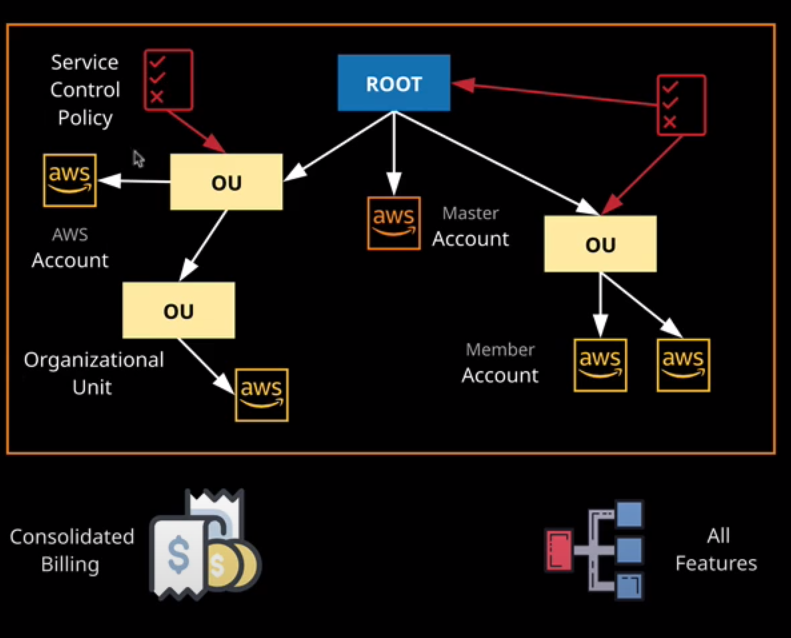 Service
Control
Policy
ROOT
aws
OU
aws
Master
Account
AWS
Account
OU
OU
Organizational
Unit
aws
Member
Account
aws
aws
Consolidated
Billing
$
$
All
Features